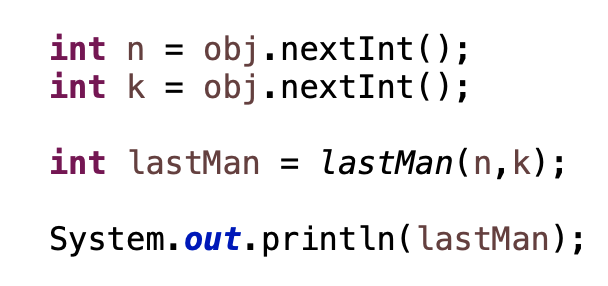 int n = obj.nextInt();
int k = obj.nextInt();
int lastMan = lastMan(n,k);
System.out.println(lastMan);